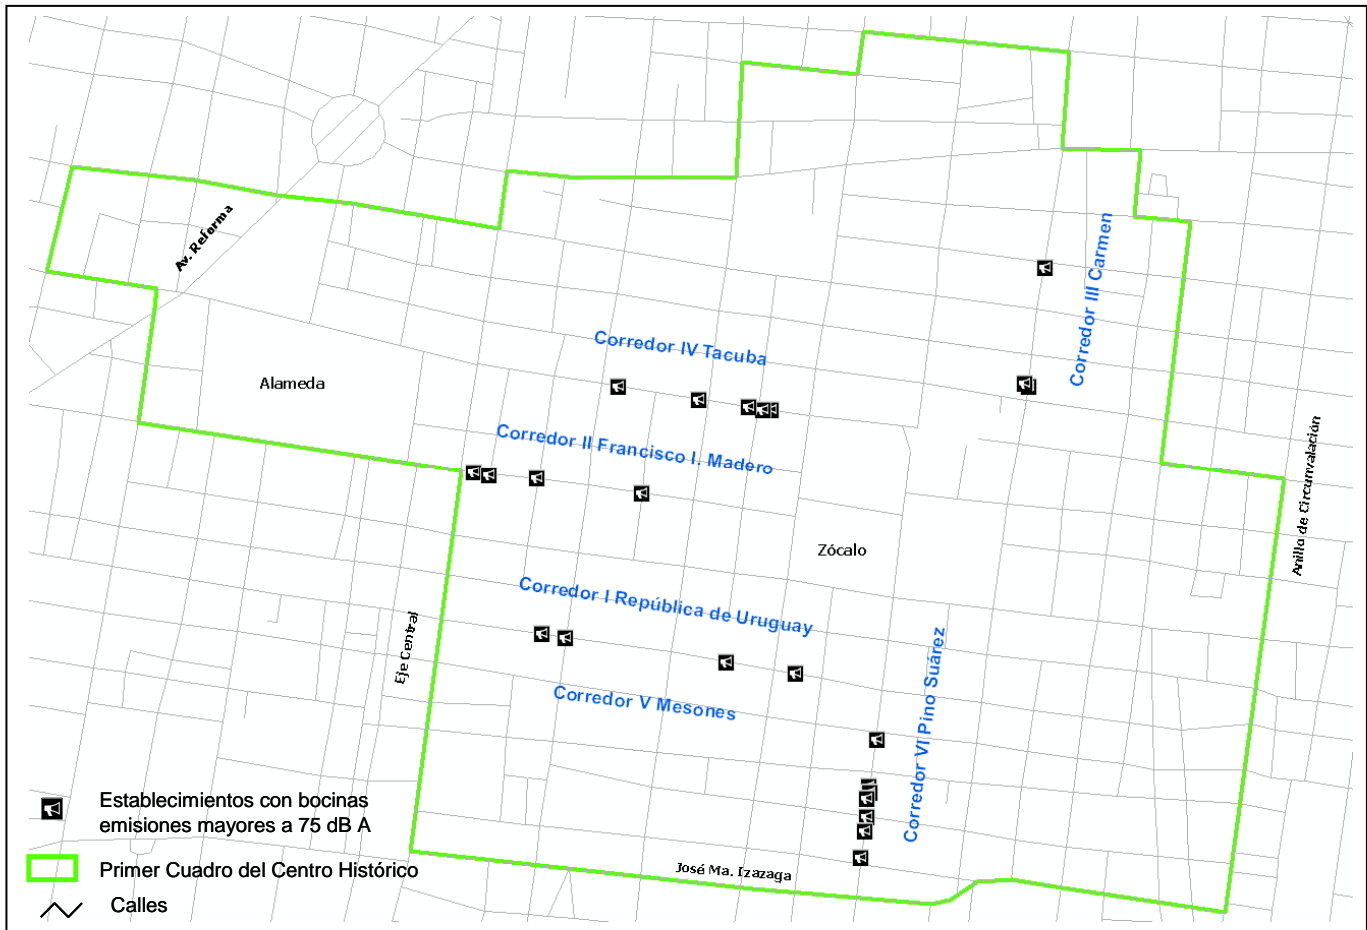 Av. Reforma
Corredor III Carmen
Corredor IV Tacuba
Alameda
Corredor II Francisco I. Madero
Anillo de Circunvalación
Zócalo
Corredor I República de Uruguay
Eje Central
Corredor VI Pino Suárez
Corredor V Mesones
Establecimientos con bocinas
emisiones mayores a 75 dB A
Primer Cuadro del Centro Histórico
José Ma. Izazaga
Calles